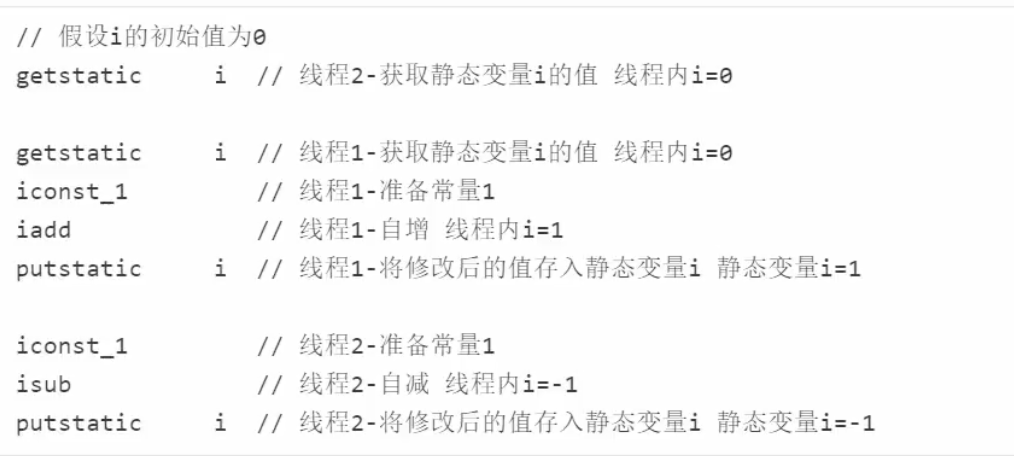 // 假设i的初始值为0
getstatic     i  // 线程2-获取静态变量i的值 线程内i=0
getstatic     i  // 线程1-获取静态变量i的值 线程内i=0
iconst_1         // 线程1-准备常量1
iadd             // 线程1-自增 线程内i=1
putstatic     i  // 线程1-将修改后的值存入静态变量i 静态变量i=1
iconst_1         // 线程2-准备常量1
isub             // 线程2-自减 线程内i=-1
putstatic     i  // 线程2-将修改后的值存入静态变量i 静态变量i=-1